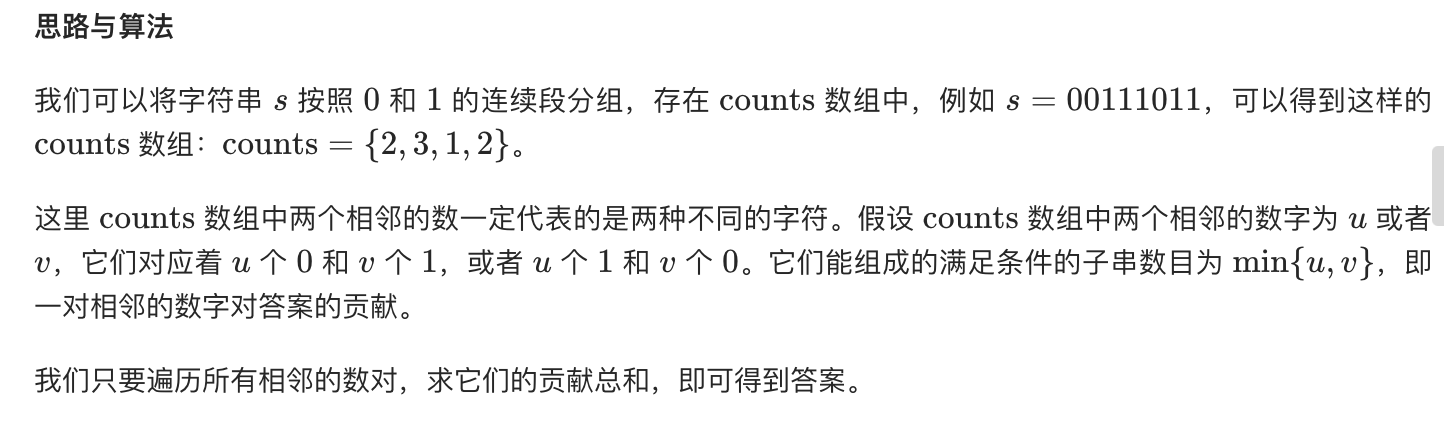 思路与算法
我们可以将字符串 s 按照 0 和 1 的连续段分组，存在 counts 数组中，例如 s = 00111011，可以得到这样的
counts 数组：counts = {2, 3, 1, 2}。
这里 counts 数组中两个相邻的数一定代表的是两种不同的字符。假设 counts 数组中两个相邻的数字为 u 或者
v，它们对应着 u 个 0 和 v 个 1，或者 u 个 1 和 v 个 0。它们能组成的满足条件的子串数目为 min{u, v}，即
一对相邻的数字对答案的贡献。
我们只要遍历所有相邻的数对，求它们的贡献总和，即可得到答案。